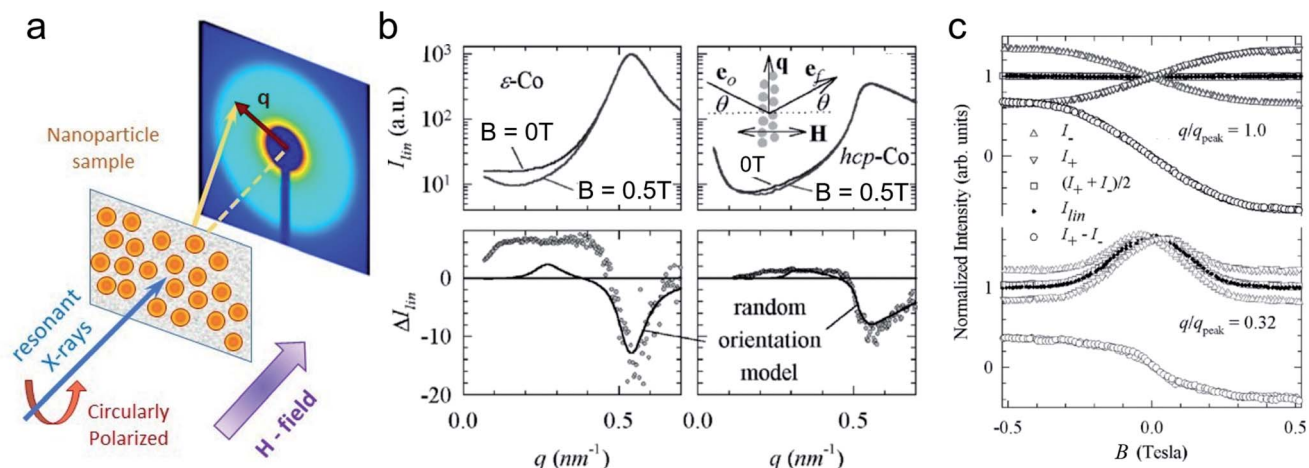 a
q
Nanoparticle
sample
resonant
X-rays
Circularly
Polarized
H - field
b
I_lin (a.u.)
10³
10²
10¹
ε-Co
B = 0T
B = 0.5T
q
e_o
e_f
θ
θ
H
0T
hcp-Co
B = 0.5T
ΔI_lin
0
-10
-20
random
orientation
model
0.0
0.5
0.0
0.5
q (nm⁻¹)
q (nm⁻¹)
c
Normalized Intensity (arb. units)
1
0
1
0
I_-
I_+
(I_+ + I_-)/2
I_lin
I_+ - I_-
q/q_peak = 1.0
q/q_peak = 0.32
-0.5
0.0
0.5
B (Tesla)